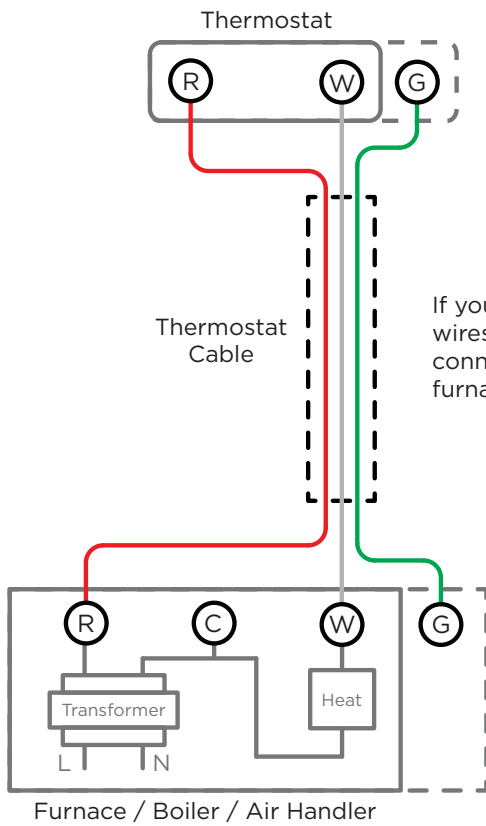 Thermostat
R
W
G
Thermostat
Cable
If you
wires
conn
furna
R
C
W
G
Transformer
Heat
L
N
Furnace / Boiler / Air Handler